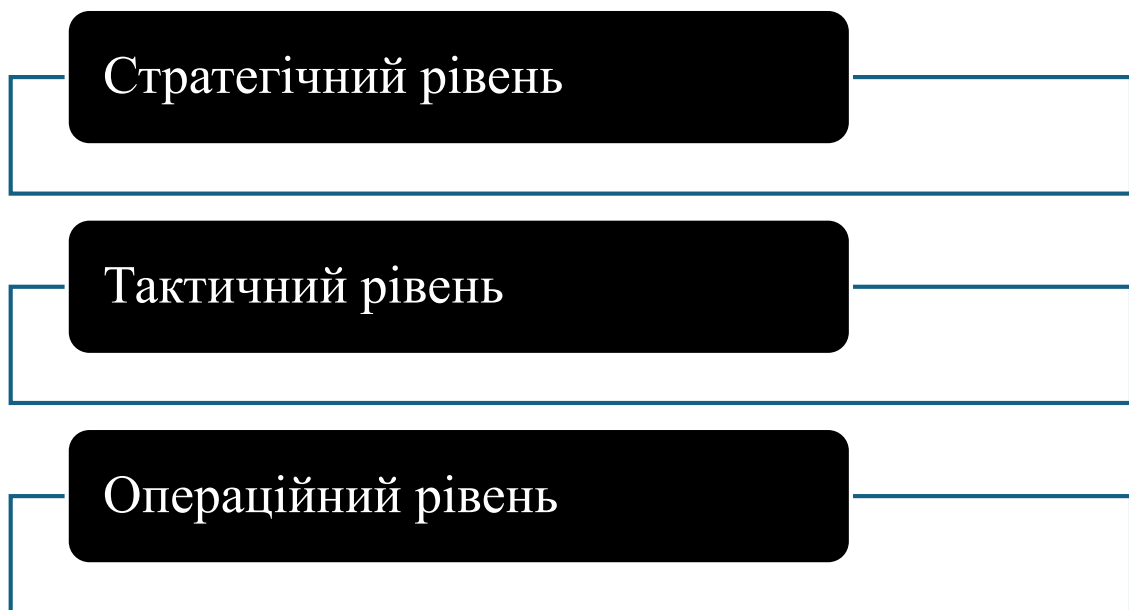 Стратегічний рівень
Тактичний рівень
Операційний рівень